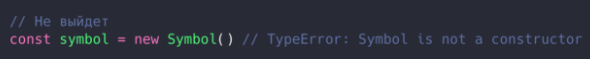 // Не выйдет
const symbol = new Symbol() // TypeError: Symbol is not a constructor